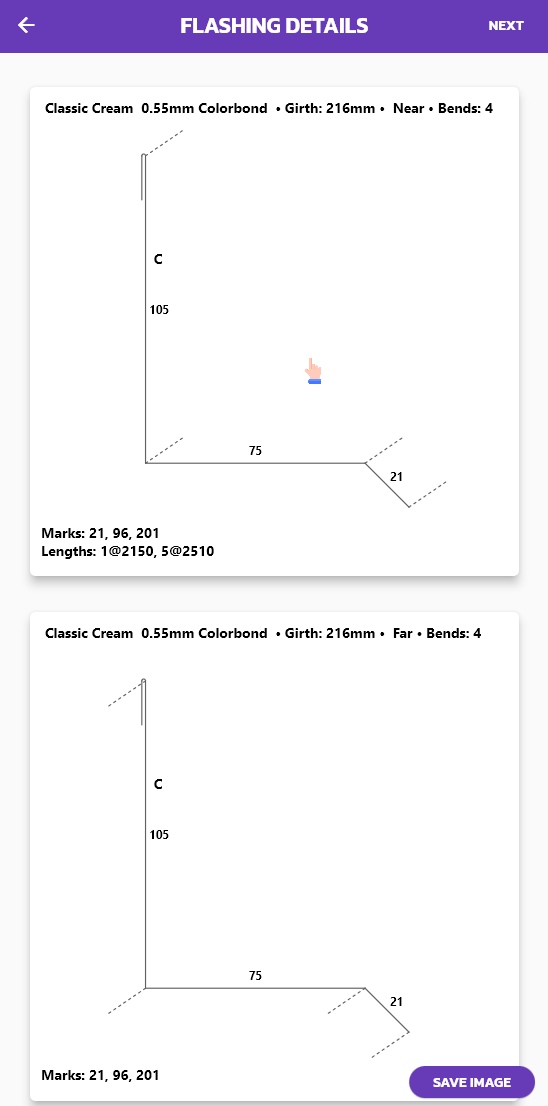 FLASHING DETAILS
NEXT
Classic Cream 0.55mm Colorbond • Girth: 216mm • Near • Bends: 4
C
105
75
21
Marks: 21, 96, 201
Lengths: 1@2150, 5@2510
Classic Cream 0.55mm Colorbond • Girth: 216mm • Far • Bends: 4
C
105
75
21
Marks: 21, 96, 201
SAVE IMAGE